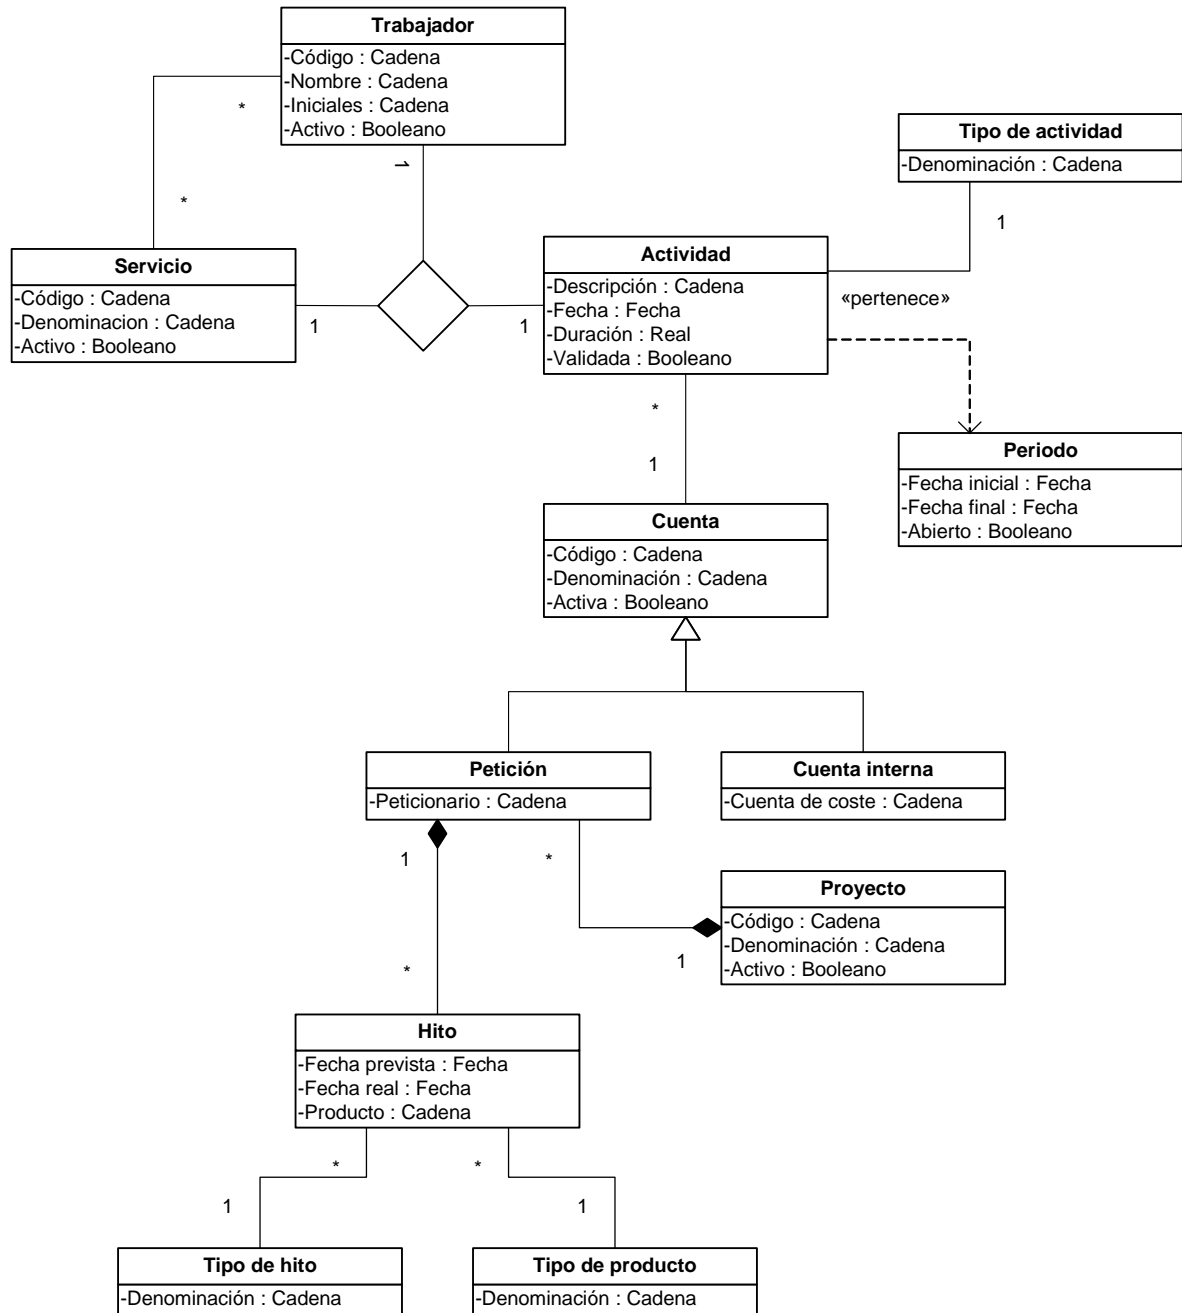 Trabajador
-Código : Cadena
-Nombre : Cadena
-Iniciales : Cadena
-Activo : Booleano
*
1
*
Tipo de actividad
-Denominación : Cadena
1
Servicio
-Código : Cadena
-Denominacion : Cadena
-Activo : Booleano
1
1
Actividad
-Descripción : Cadena
-Fecha : Fecha
-Duración : Real
-Validada : Booleano
«pertenece»
*
1
Periodo
-Fecha inicial : Fecha
-Fecha final : Fecha
-Abierto : Booleano
Cuenta
-Código : Cadena
-Denominación : Cadena
-Activa : Booleano
Petición
-Peticionario : Cadena
Cuenta interna
-Cuenta de coste : Cadena
1
*
Proyecto
-Código : Cadena
-Denominación : Cadena
-Activo : Booleano
1
*
Hito
-Fecha prevista : Fecha
-Fecha real : Fecha
-Producto : Cadena
*
*
1
1
Tipo de hito
-Denominación : Cadena
Tipo de producto
-Denominación : Cadena